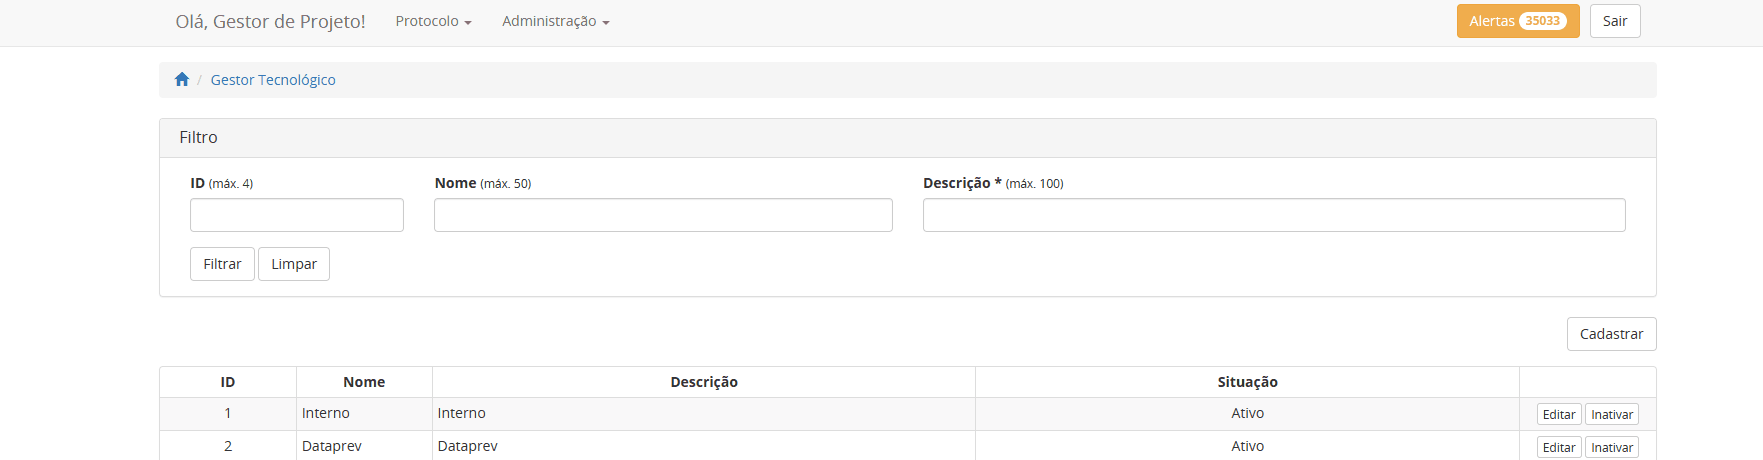 Olá, Gestor de Projeto! Protocolo Administração Alertas 35033 Sair
/ Gestor Tecnológico
Filtro
ID (máx. 4) Nome (máx. 50) Descrição * (máx. 100)
Filtrar Limpar
Cadastrar
ID Nome Descrição Situação
1 Interno Interno Ativo Editar Inativar
2 Dataprev Dataprev Ativo Editar Inativar